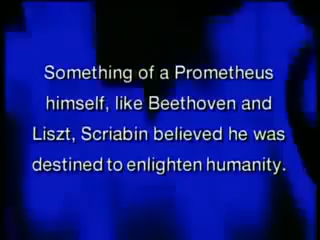 Something of a Prometheus
himself, like Beethoven and
Liszt, Scriabin believed he was
destined to enlighten humanity.